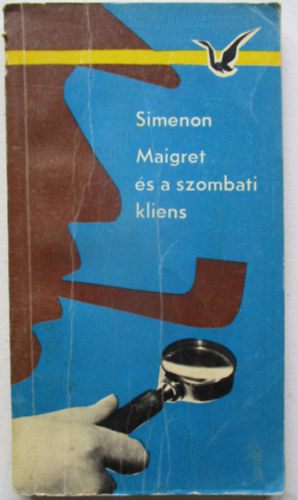 Simenon
Maigret
és a szombati
kliens